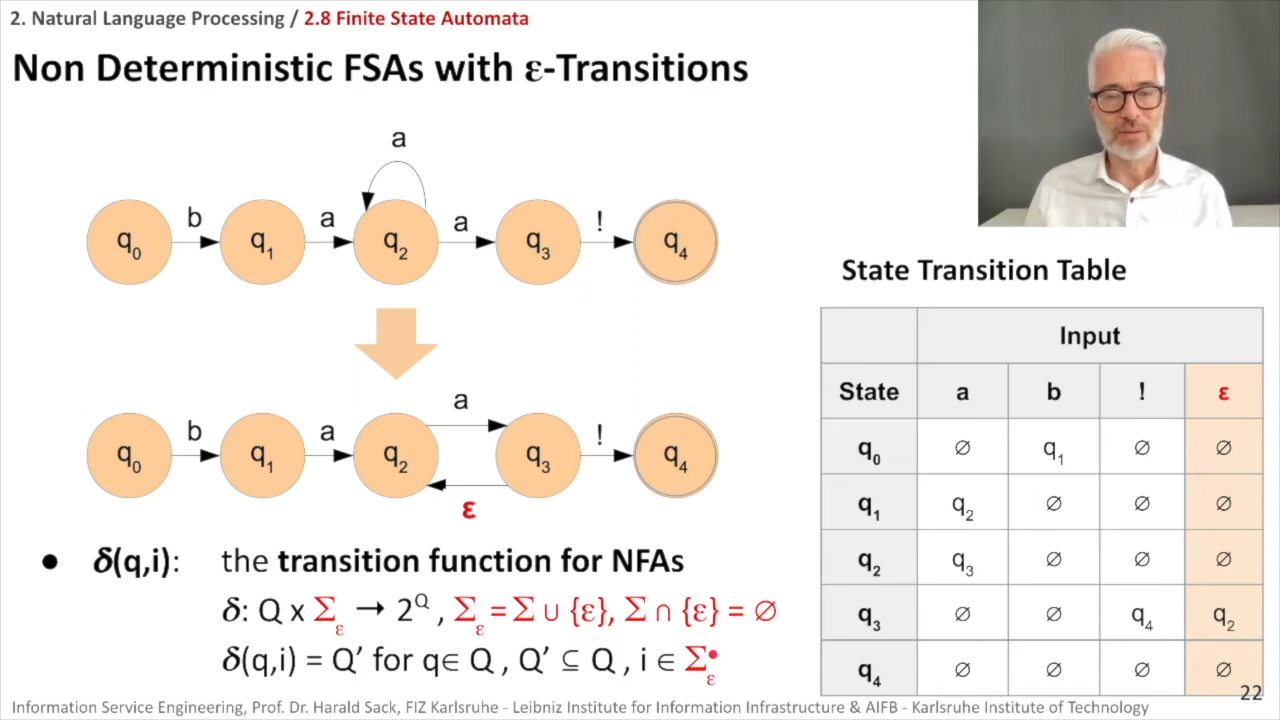 2. Natural Language Processing / 2.8 Finite State Automata
Non Deterministic FSAs with ε-Transitions
a
q₀ b q₁ a q₂ a q₃ ! q₄
a
q₀ b q₁ a q₂ q₃ ! q₄
ε
● δ(q,i): the transition function for NFAs
δ: Q x Σε → 2^Q , Σε = Σ ∪ {ε}, Σ ∩ {ε} = ∅
δ(q,i) = Q’ for q∈ Q , Q’ ⊆ Q , i ∈ Σε
State Transition Table
Input
State a b ! ε
q₀ ∅ q₁ ∅ ∅
q₁ q₂ ∅ ∅ ∅
q₂ q₃ ∅ ∅ ∅
q₃ ∅ ∅ q₄ q₂
q₄ ∅ ∅ ∅ ∅
22
Information Service Engineering, Prof. Dr. Harald Sack, FIZ Karlsruhe - Leibniz Institute for Information Infrastructure & AIFB - Karlsruhe Institute of Technology